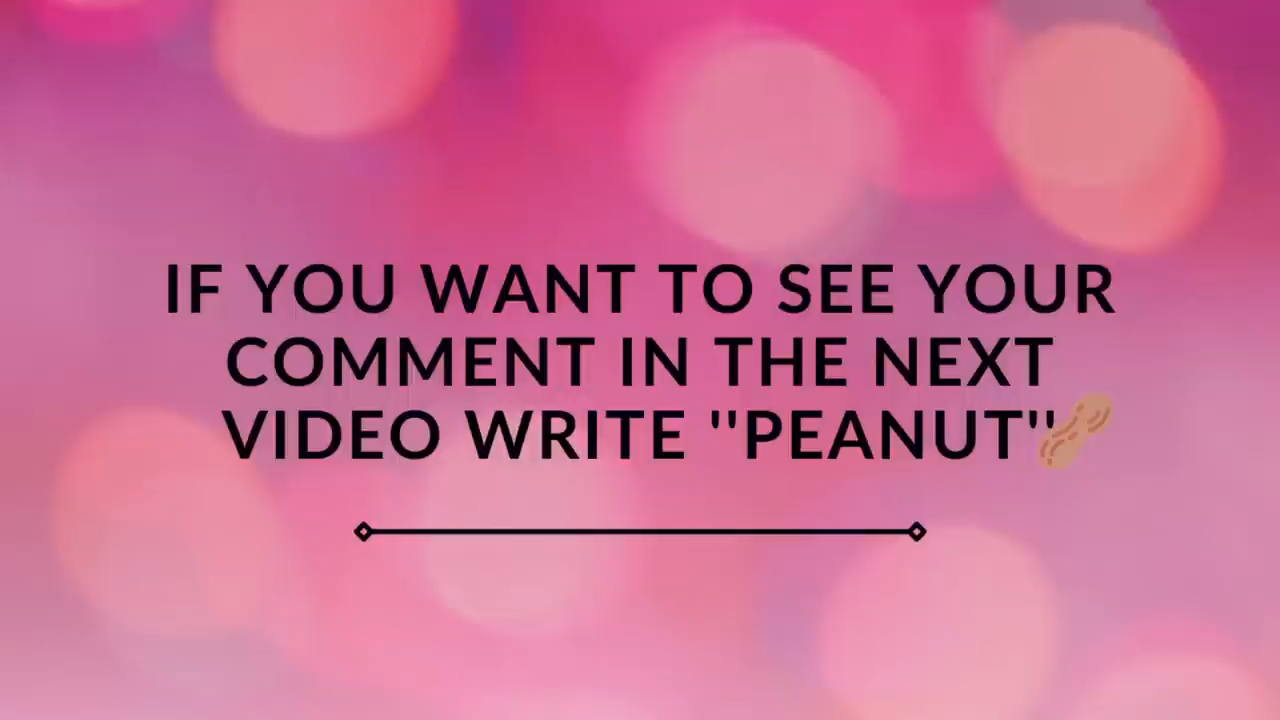 IF YOU WANT TO SEE YOUR
COMMENT IN THE NEXT
VIDEO WRITE ''PEANUT''🥜